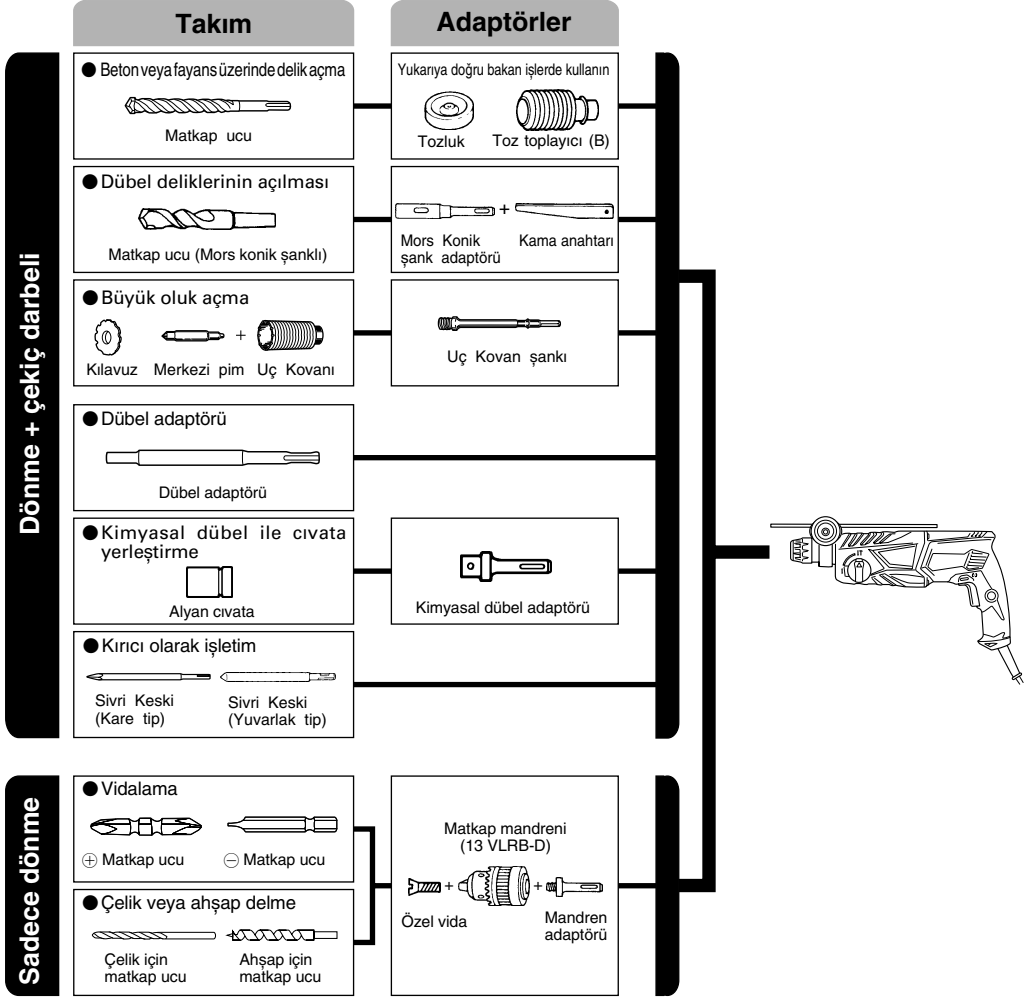 Takım
Adaptörler
Dönme + çekiç darbeli
● Beton veya fayans üzerinde delik açma
Matkap ucu
Yukarıya doğru bakan işlerde kullanın
Tozluk
Toz toplayıcı (B)
● Dübel deliklerinin açılması
Matkap ucu (Mors konik şanklı)
+
Mors Konik
şank adaptörü
Kama anahtarı
● Büyük oluk açma
+
Kılavuz
Merkezi pim
Uç Kovanı
Uç Kovan şankı
● Dübel adaptörü
Dübel adaptörü
● Kimyasal dübel ile cıvata
yerleştirme
Alyan cıvata
Kimyasal dübel adaptörü
● Kırıcı olarak işletim
Sivri Keski
(Kare tip)
Sivri Keski
(Yuvarlak tip)
Sadece dönme
● Vidalama
⊕ Matkap ucu
⊖ Matkap ucu
● Çelik veya ahşap delme
Çelik için
matkap ucu
Ahşap için
matkap ucu
Matkap mandreni
(13 VLRB-D)
+
+
Özel vida
Mandren
adaptörü